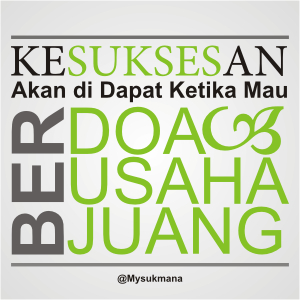 KESUKSESAN
Akan di Dapat Ketika Mau
BER
DOA &
USAHA
JUANG
@Mysukmana